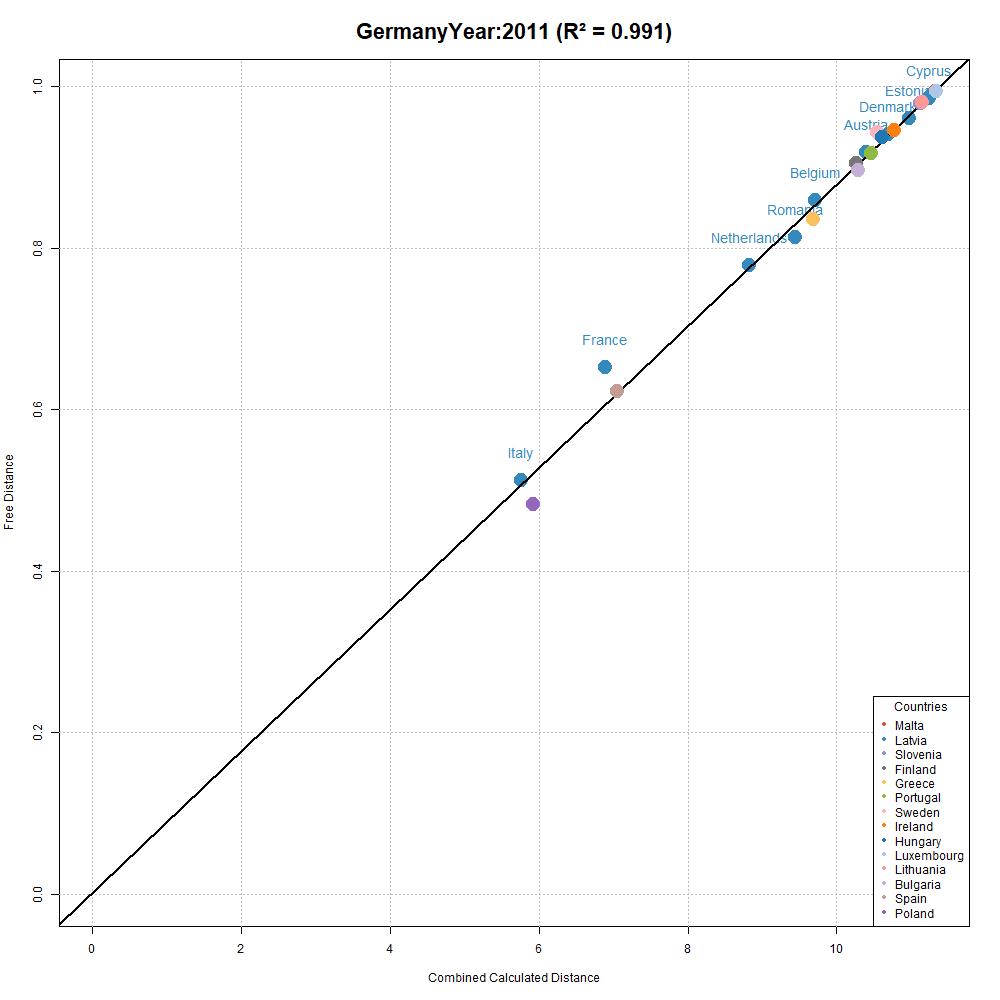 GermanyYear:2011 (R² = 0.991)
Cyprus
Estonia
Denmark
Austria
Belgium
Romania
Netherlands
France
Italy
1.0
0.8
0.6
0.4
0.2
0.0
Free Distance
0 2 4 6 8 10
Combined Calculated Distance
Countries
Malta
Latvia
Slovenia
Finland
Greece
Portugal
Sweden
Ireland
Hungary
Luxembourg
Lithuania
Bulgaria
Spain
Poland